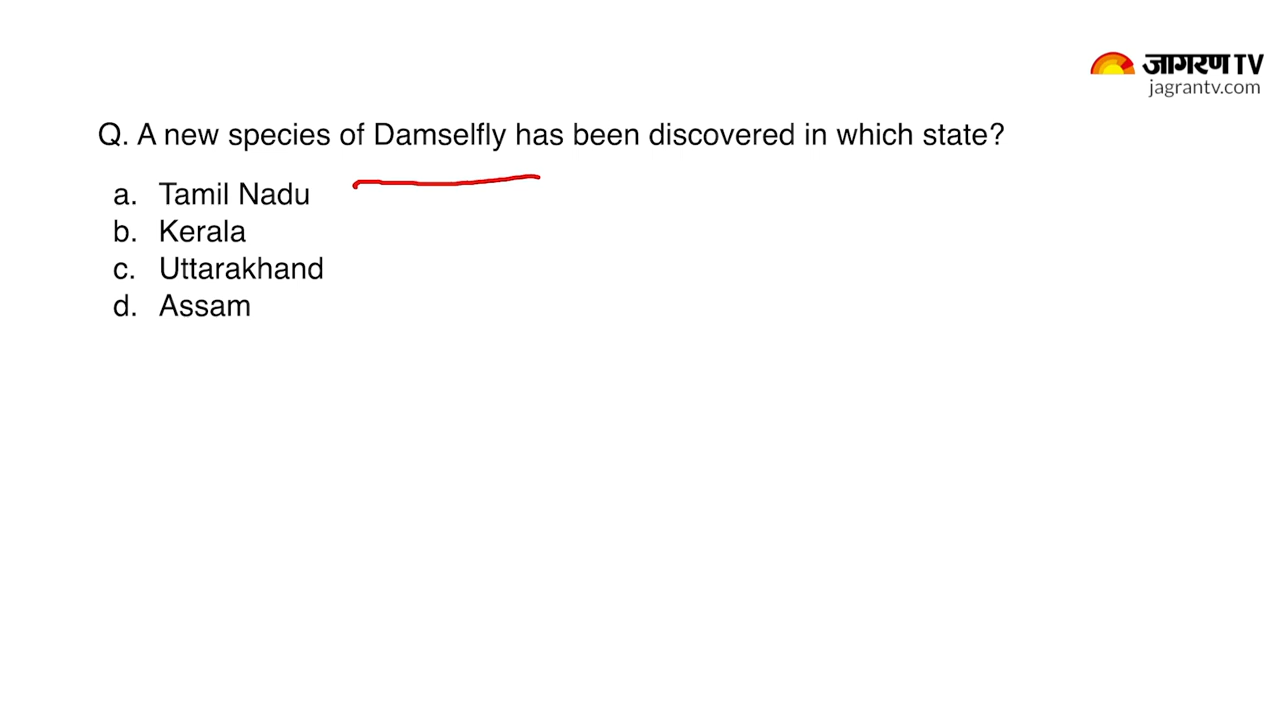 जागरण TV
jagrantv.com
Q. A new species of Damselfly has been discovered in which state?
a. Tamil Nadu
b. Kerala
c. Uttarakhand
d. Assam